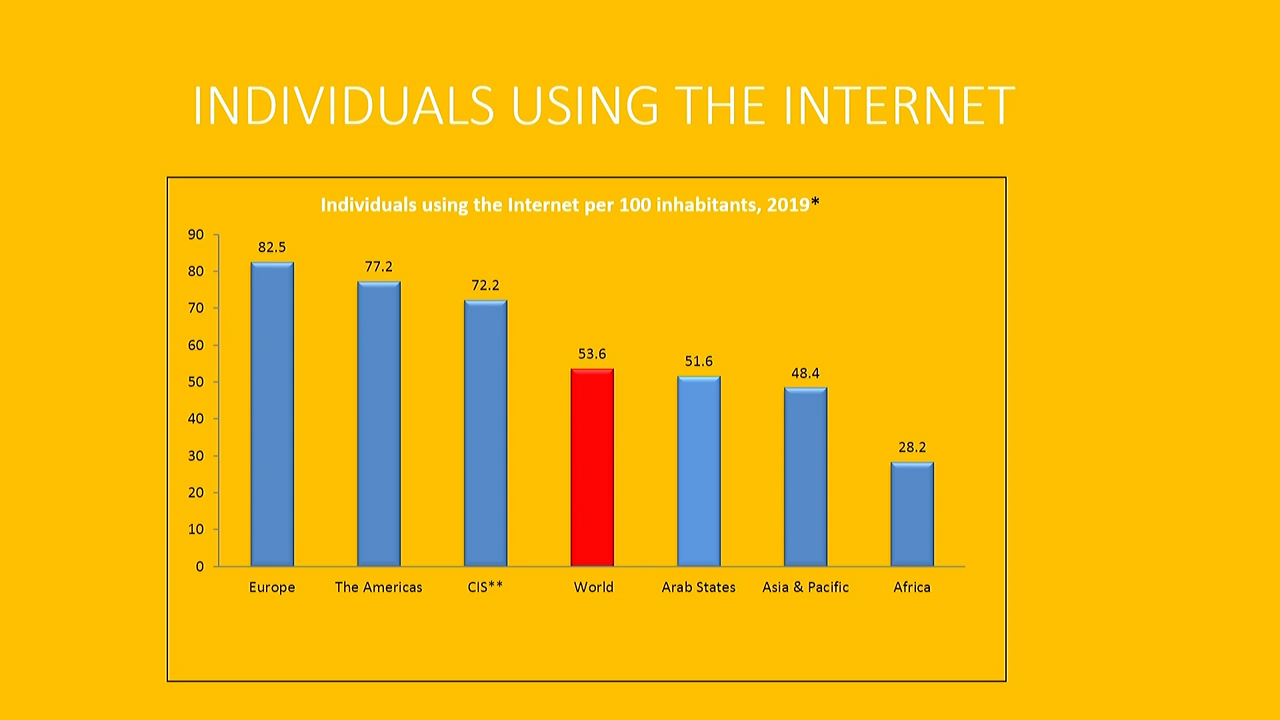 INDIVIDUALS USING THE INTERNET
Individuals using the Internet per 100 inhabitants, 2019*
90
80
70
60
50
40
30
20
10
0
82.5
77.2
72.2
53.6
51.6
48.4
28.2
Europe
The Americas
CIS**
World
Arab States
Asia & Pacific
Africa